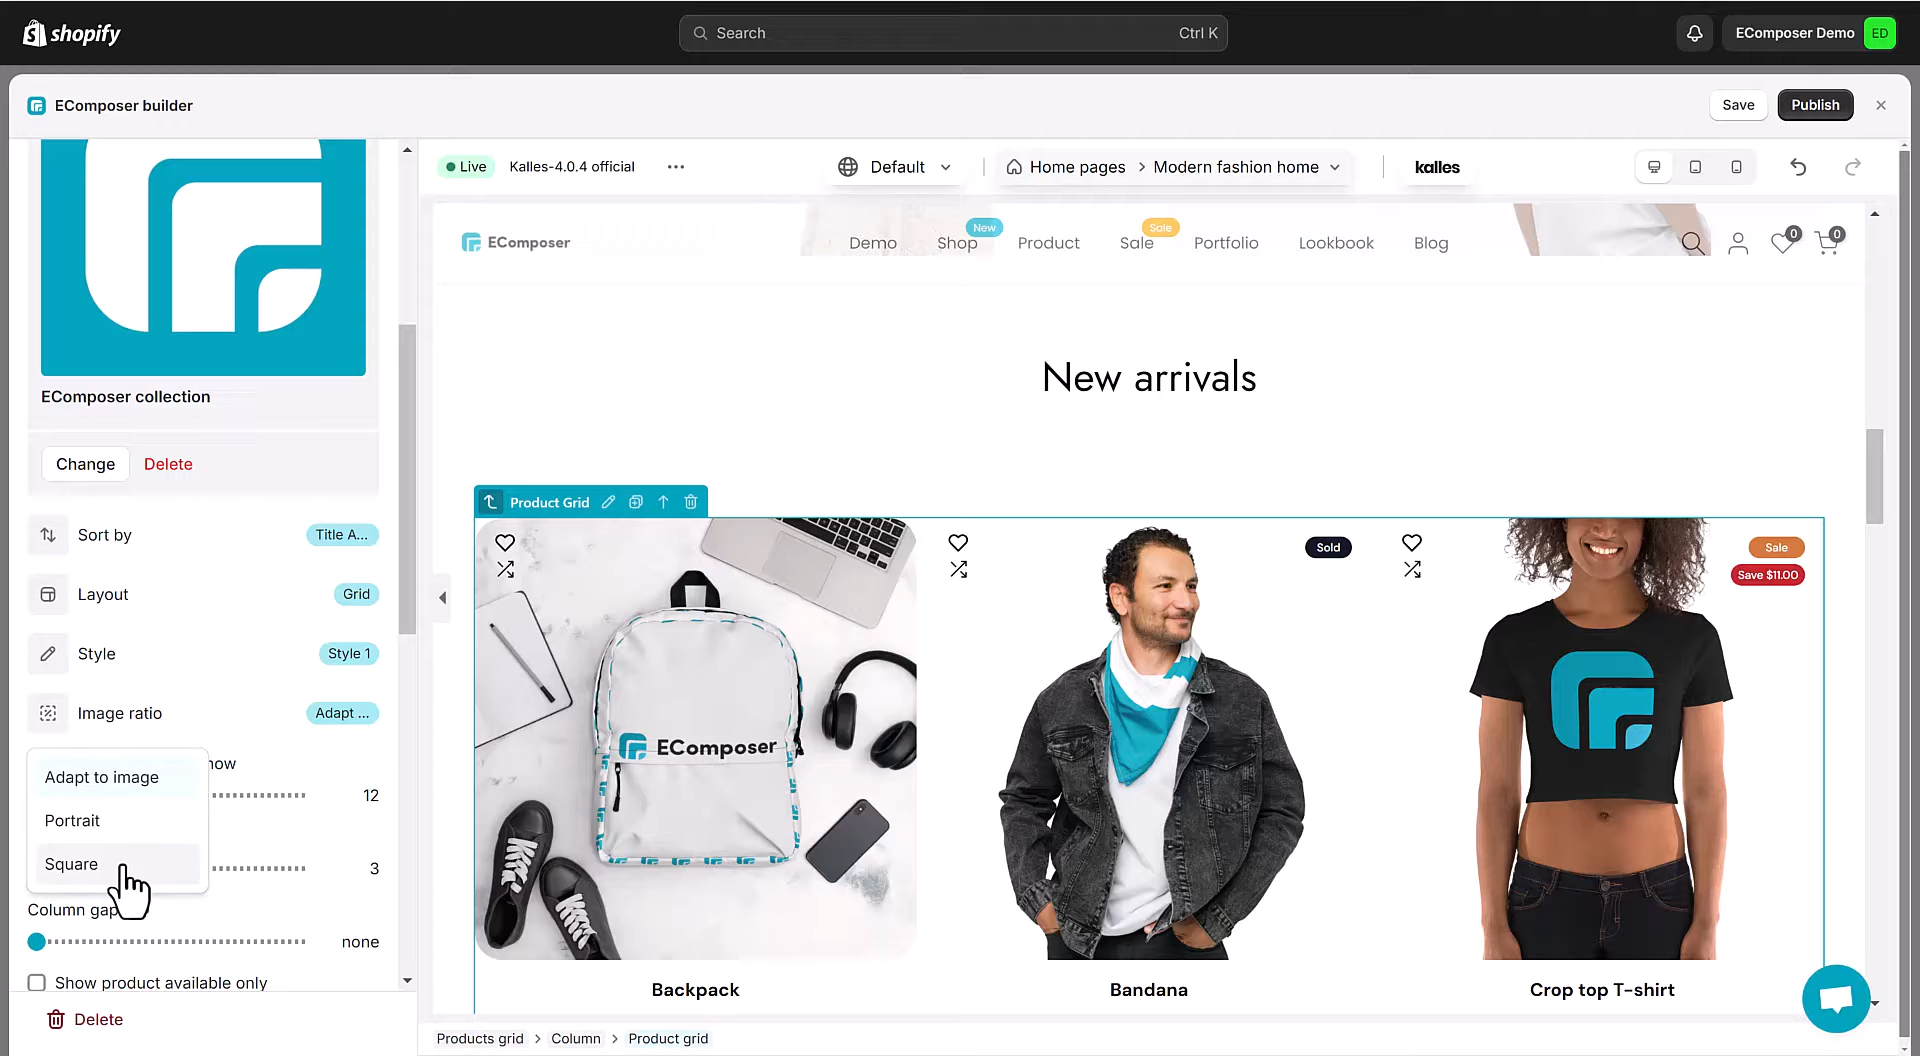 shopify
Search
Ctrl K
EComposer Demo
ED
EComposer builder
Save
Publish
EComposer collection
Change
Delete
Sort by
Title A...
Layout
Grid
Style
Style 1
Image ratio
Adapt ...
how
Adapt to image
12
Portrait
Square
3
Column gap
none
Show product available only
Delete
Live
Kalles-4.0.4 official
Default
Home pages
Modern fashion home
kalles
EComposer
Demo
Shop
New
Product
Sale
Sale
Portfolio
Lookbook
Blog
0
0
New arrivals
Product Grid
Sold
Sale
Save $11.00
EComposer
Backpack
Bandana
Crop top T-shirt
Products grid > Column > Product grid